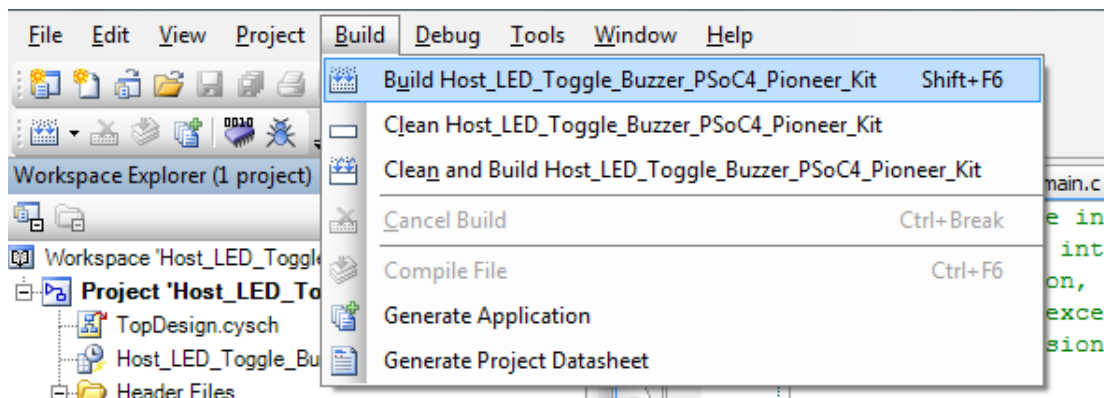 File Edit View Project Build Debug Tools Window Help
Build Host_LED_Toggle_Buzzer_PSoC4_Pioneer_Kit Shift+F6
Clean Host_LED_Toggle_Buzzer_PSoC4_Pioneer_Kit
Clean and Build Host_LED_Toggle_Buzzer_PSoC4_Pioneer_Kit
Cancel Build Ctrl+Break
Compile File Ctrl+F6
Generate Application
Generate Project Datasheet
0010
Workspace Explorer (1 project)
Workspace 'Host_LED_Toggle
Project 'Host_LED_To
TopDesign.cysch
Host_LED_Toggle_Bu
Header Files
main.c
e in
int
on,
exce
sion